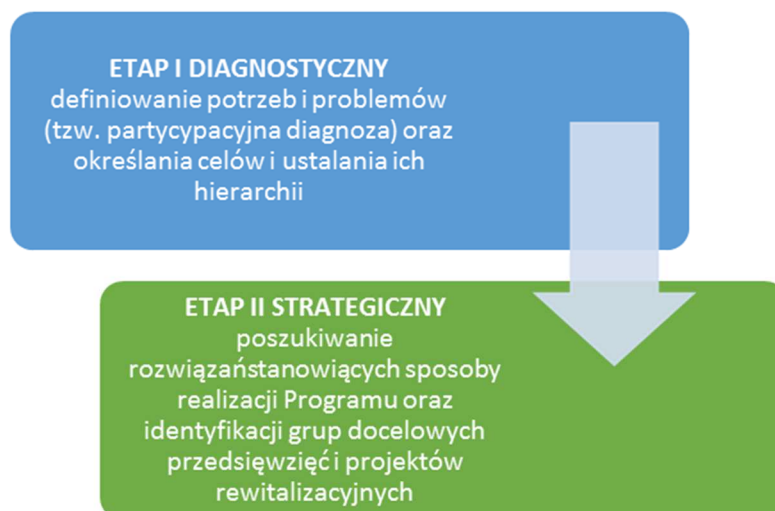 ETAP I DIAGNOSTYCZNY
definiowanie potrzeb i problemów
(tzw. partycypacyjna diagnoza) oraz
określania celów i ustalania ich
hierarchii
ETAP II STRATEGICZNY
poszukiwanie
rozwiązaństanowiących sposoby
realizacji Programu oraz
identyfikacji grup docelowych
przedsięwzięć i projektów
rewitalizacyjnych